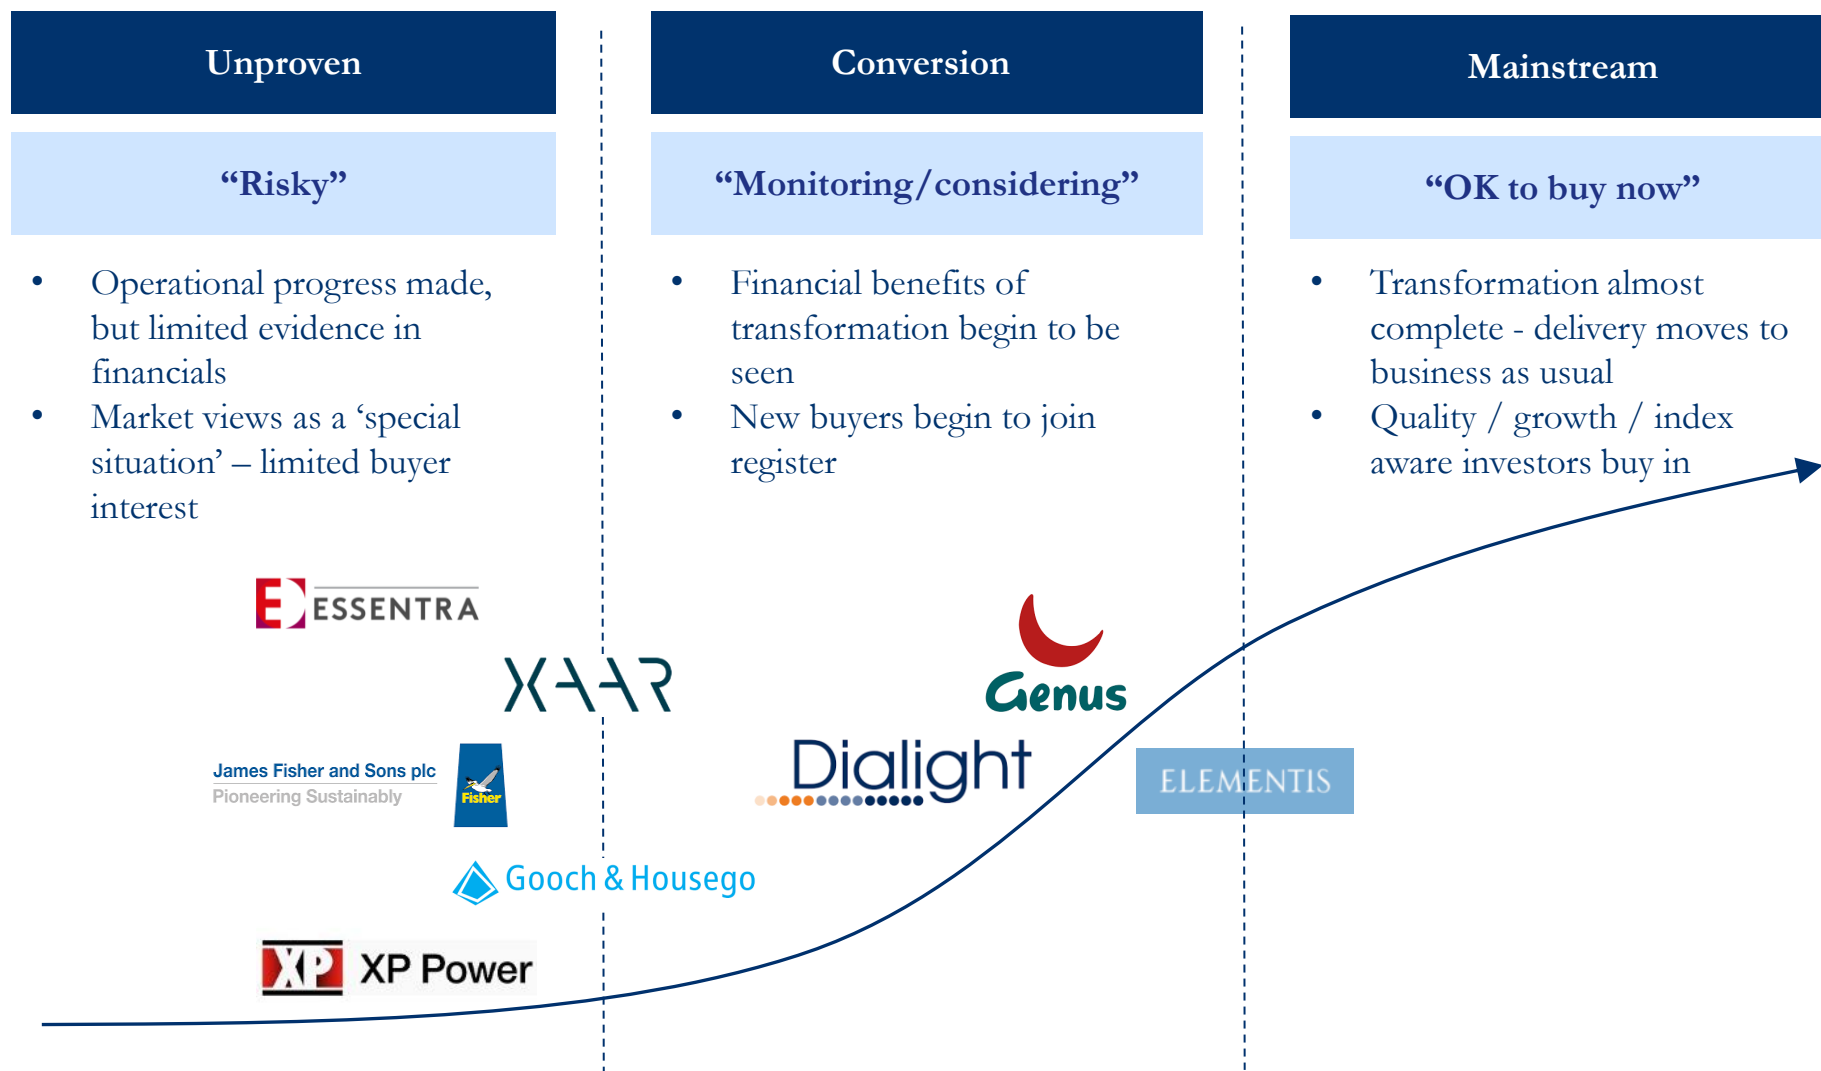 Unproven
“Risky”
• Operational progress made,
but limited evidence in
financials
• Market views as a ‘special
situation’ – limited buyer
interest
Conversion
“Monitoring/considering”
• Financial benefits of
transformation begin to be
seen
• New buyers begin to join
register
Mainstream
“OK to buy now”
• Transformation almost
complete - delivery moves to
business as usual
• Quality / growth / index
aware investors buy in
ESSENTRA
XAAR
James Fisher and Sons plc
Pioneering Sustainably
Fisher
Gooch & Housego
XP XP Power
Genus
Dialight
ELEMENTIS